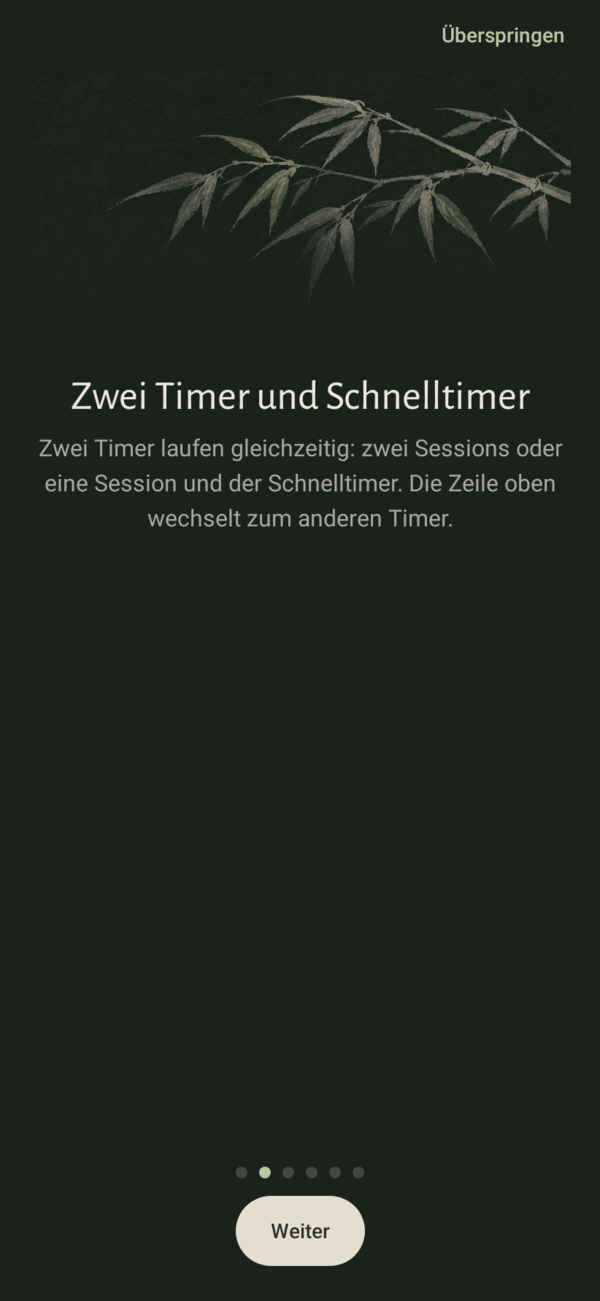 Überspringen
Zwei Timer und Schnelltimer
Zwei Timer laufen gleichzeitig: zwei Sessions oder
eine Session und der Schnelltimer. Die Zeile oben
wechselt zum anderen Timer.
Weiter